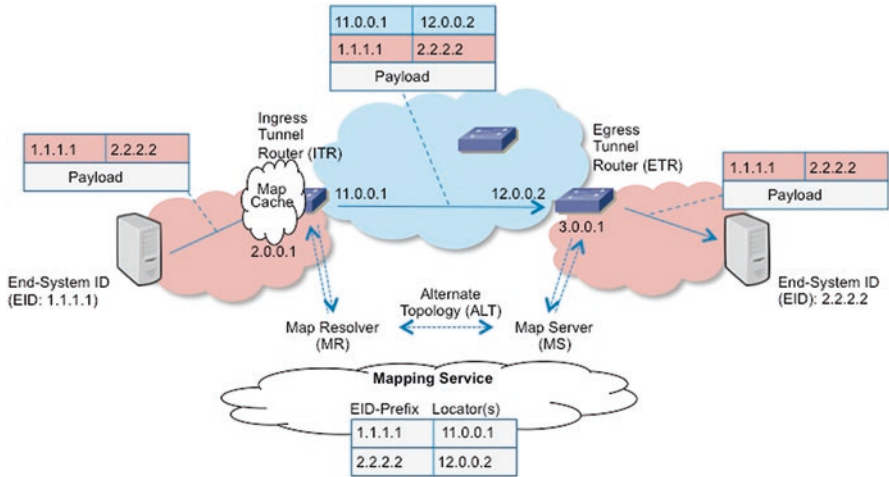 11.0.0.1 12.0.0.2
1.1.1.1 2.2.2.2
Payload
Ingress
Tunnel
Router (ITR)
Egress
Tunnel
Router (ETR)
1.1.1.1 2.2.2.2
Payload
1.1.1.1 2.2.2.2
Payload
Map
Cache
11.0.0.1 12.0.0.2
2.0.0.1
3.0.0.1
End-System ID
(EID: 1.1.1.1)
End-System ID
(EID): 2.2.2.2
Alternate
Topology (ALT)
Map Resolver
(MR)
Map Server
(MS)
Mapping Service
EID-Prefix Locator(s)
1.1.1.1 11.0.0.1
2.2.2.2 12.0.0.2